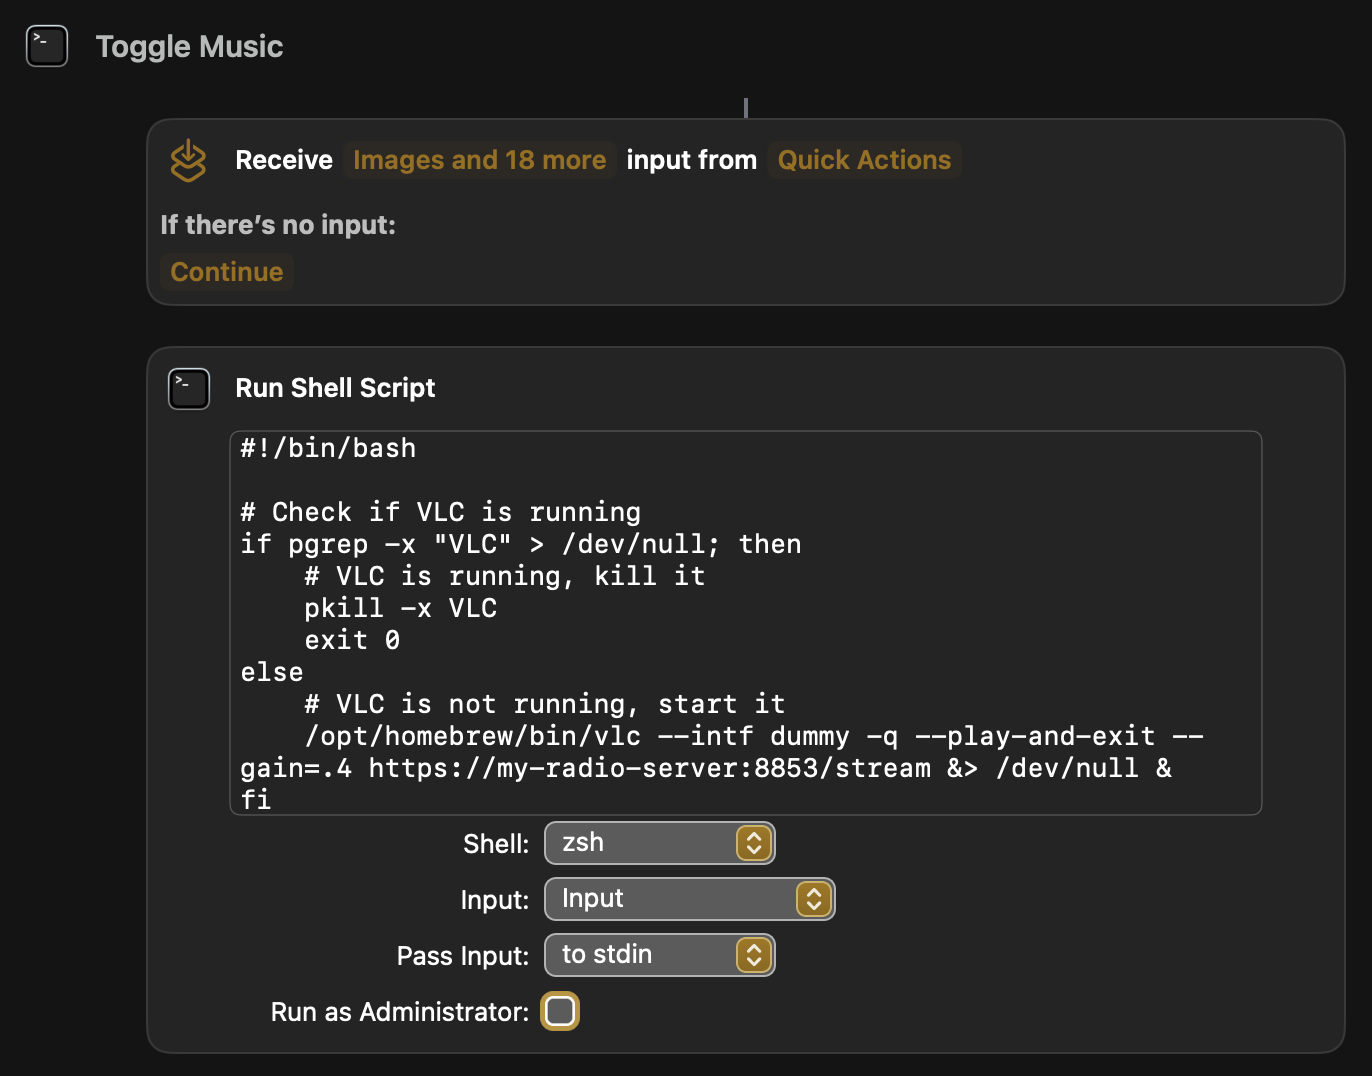 >-
Toggle Music
Receive Images and 18 more input from Quick Actions
If there’s no input:
Continue
>-
Run Shell Script
#!/bin/bash

# Check if VLC is running
if pgrep -x "VLC" > /dev/null; then
    # VLC is running, kill it
    pkill -x VLC
    exit 0
else
    # VLC is not running, start it
    /opt/homebrew/bin/vlc --intf dummy -q --play-and-exit --
gain=.4 https://my-radio-server:8853/stream &> /dev/null &
fi
Shell: zsh
Input: Input
Pass Input: to stdin
Run as Administrator: